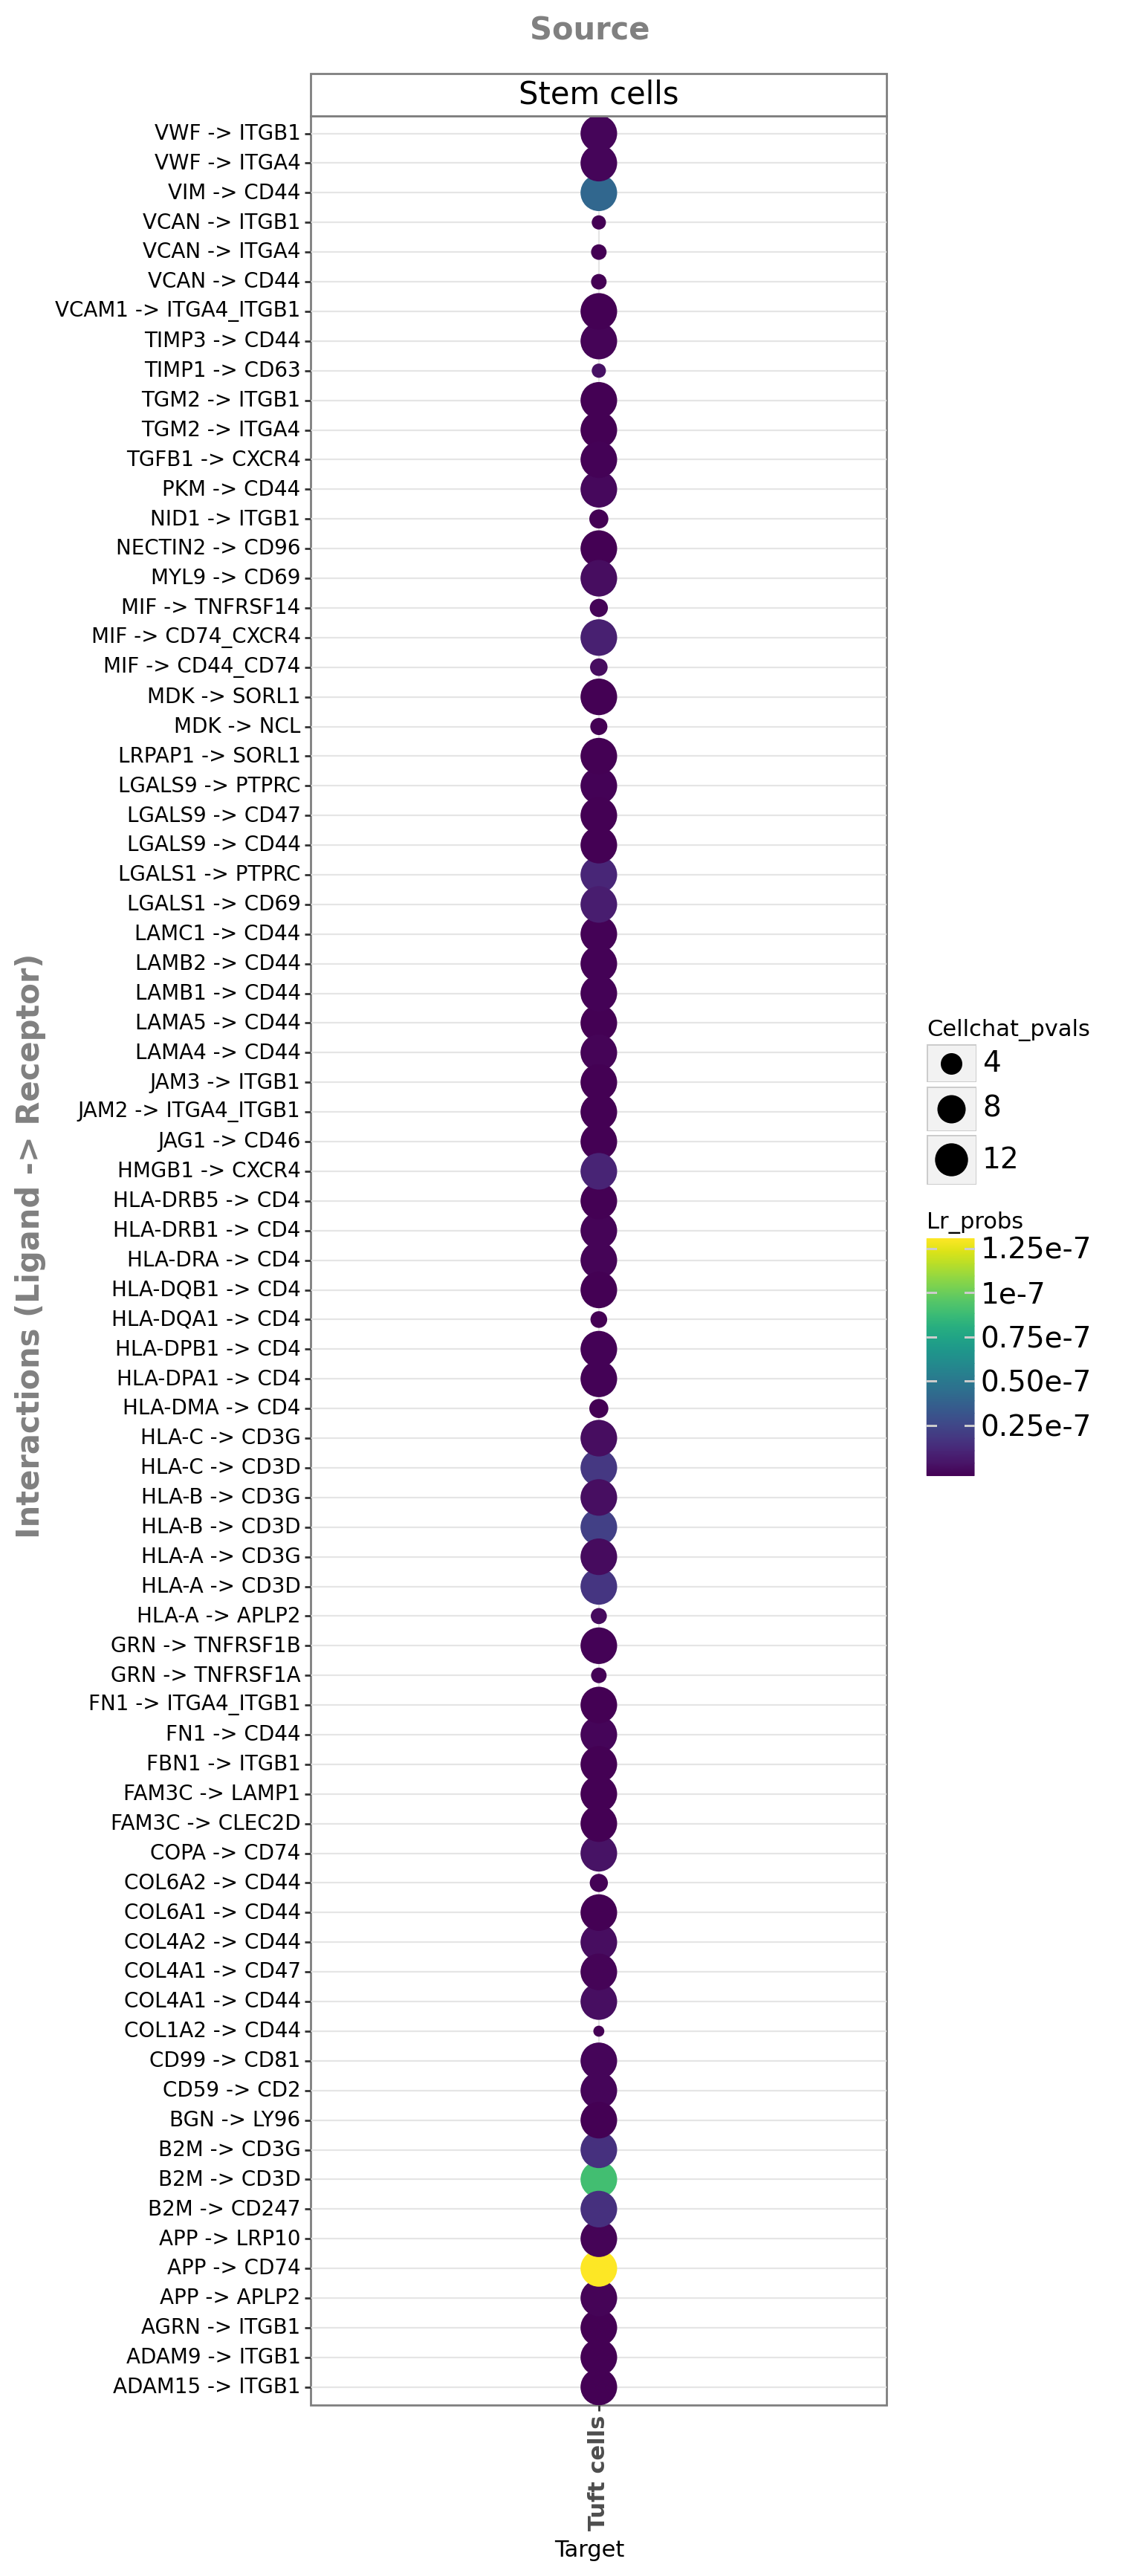 Source
Stem cells
VWF -> ITGB1
VWF -> ITGA4
VIM -> CD44
VCAN -> ITGB1
VCAN -> ITGA4
VCAN -> CD44
VCAM1 -> ITGA4_ITGB1
TIMP3 -> CD44
TIMP1 -> CD63
TGM2 -> ITGB1
TGM2 -> ITGA4
TGFB1 -> CXCR4
PKM -> CD44
NID1 -> ITGB1
NECTIN2 -> CD96
MYL9 -> CD69
MIF -> TNFRSF14
MIF -> CD74_CXCR4
MIF -> CD44_CD74
MDK -> SORL1
MDK -> NCL
LRPAP1 -> SORL1
LGALS9 -> PTPRC
LGALS9 -> CD47
LGALS9 -> CD44
LGALS1 -> PTPRC
LGALS1 -> CD69
LAMC1 -> CD44
LAMB2 -> CD44
LAMB1 -> CD44
LAMA5 -> CD44
LAMA4 -> CD44
JAM3 -> ITGB1
JAM2 -> ITGA4_ITGB1
JAG1 -> CD46
HMGB1 -> CXCR4
HLA-DRB5 -> CD4
HLA-DRB1 -> CD4
HLA-DRA -> CD4
HLA-DQB1 -> CD4
HLA-DQA1 -> CD4
HLA-DPB1 -> CD4
HLA-DPA1 -> CD4
HLA-DMA -> CD4
HLA-C -> CD3G
HLA-C -> CD3D
HLA-B -> CD3G
HLA-B -> CD3D
HLA-A -> CD3G
HLA-A -> CD3D
HLA-A -> APLP2
GRN -> TNFRSF1B
GRN -> TNFRSF1A
FN1 -> ITGA4_ITGB1
FN1 -> CD44
FBN1 -> ITGB1
FAM3C -> LAMP1
FAM3C -> CLEC2D
COPA -> CD74
COL6A2 -> CD44
COL6A1 -> CD44
COL4A2 -> CD44
COL4A1 -> CD47
COL4A1 -> CD44
COL1A2 -> CD44
CD99 -> CD81
CD59 -> CD2
BGN -> LY96
B2M -> CD3G
B2M -> CD3D
B2M -> CD247
APP -> LRP10
APP -> CD74
APP -> APLP2
AGRN -> ITGB1
ADAM9 -> ITGB1
ADAM15 -> ITGB1
Interactions (Ligand -> Receptor)
Tuft cells
Target
Cellchat_pvals
4
8
12
Lr_probs
1.25e-7
1e-7
0.75e-7
0.50e-7
0.25e-7